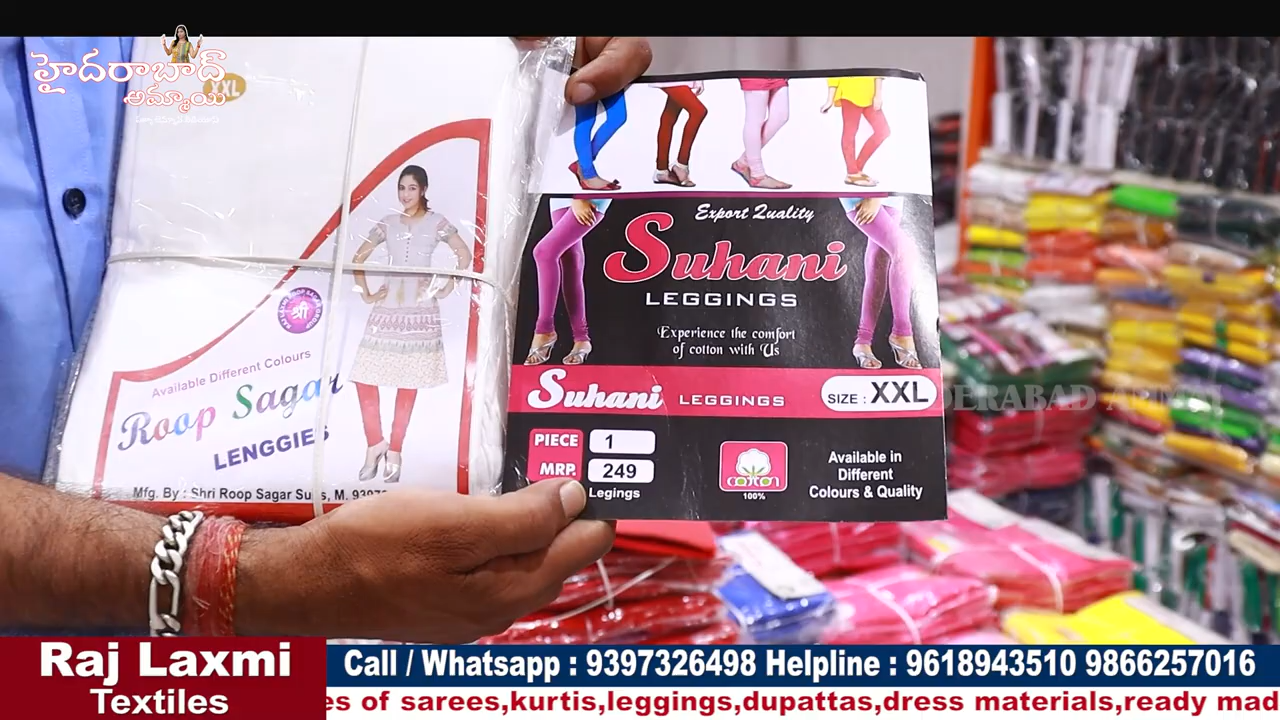 హైదరాబాద్
అమ్మాయి
XXL
Available Different Colours
Roop Sagar
LENGGIES
Mfg. By : Shri Roop Sagar Suits, M. 9397
Export Quality
Suhani
LEGGINGS
Experience the comfort
of cotton with Us
Suhani LEGGINGS
SIZE : XXL
PIECE 1
MRP. 249
Legings
cotton
100%
Available in
Different
Colours & Quality
Raj Laxmi
Textiles
Call / Whatsapp : 9397326498 Helpline : 9618943510 9866257016
es of sarees,kurtis,leggings,dupattas,dress materials,ready mad